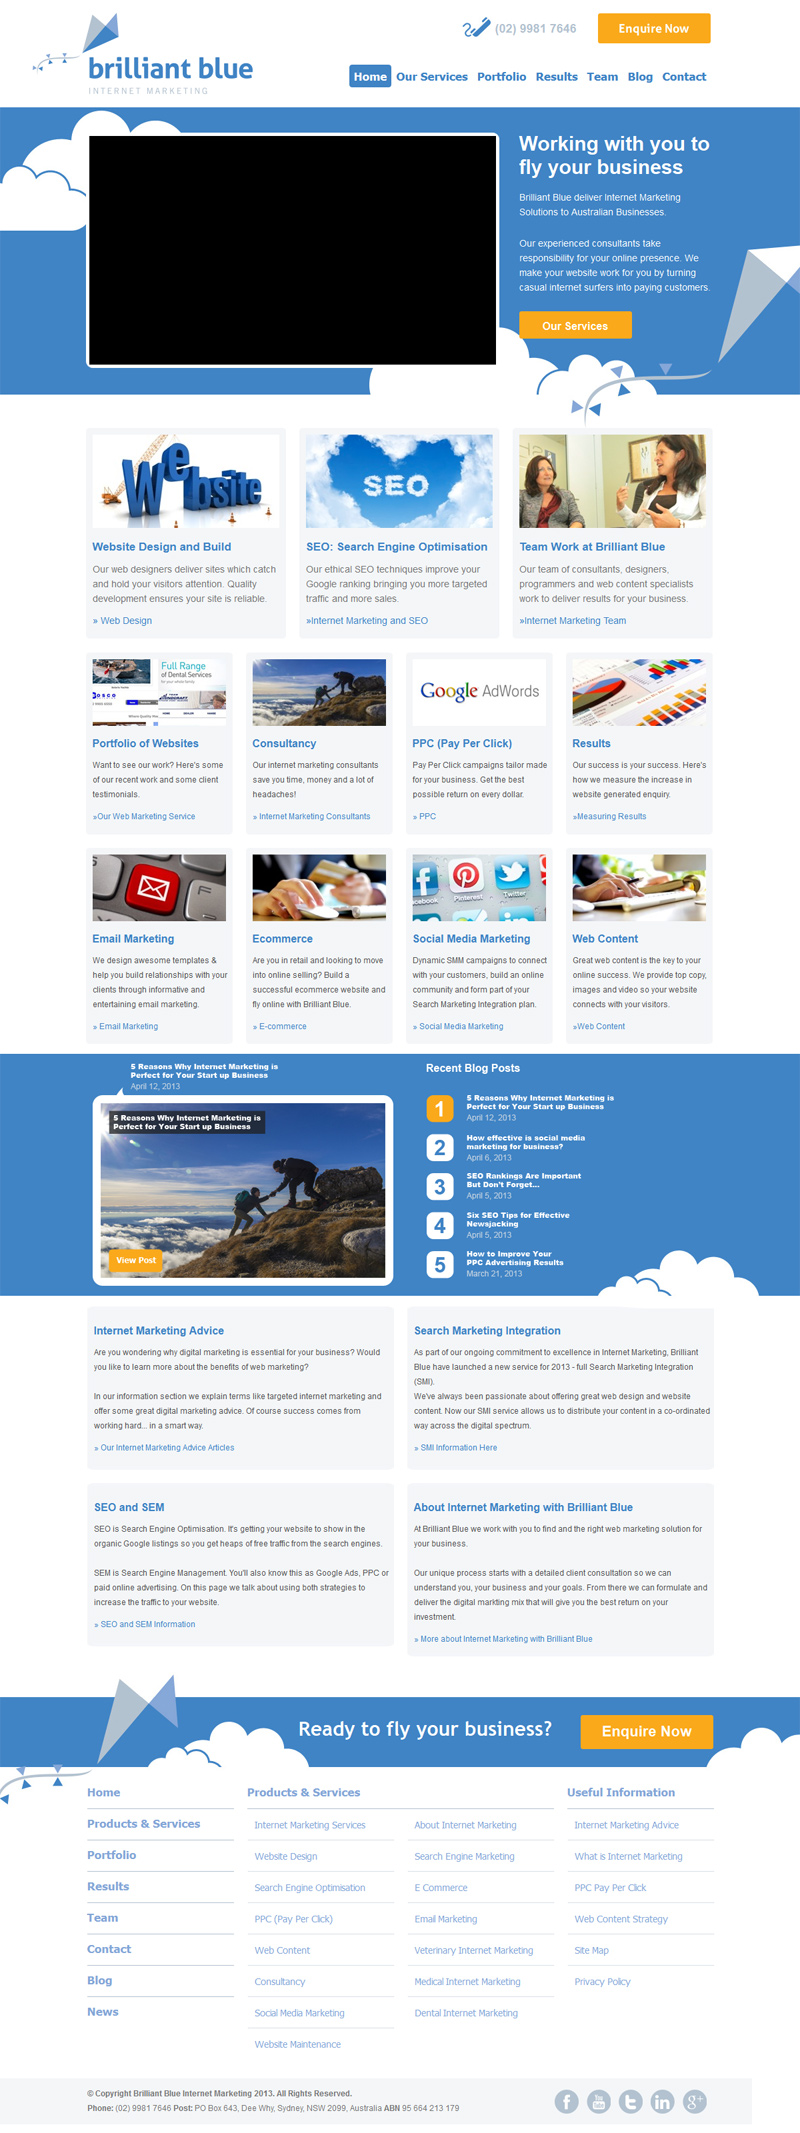 (02) 9981 7646
Enquire Now
brilliant blue
INTERNET MARKETING
Home
Our Services
Portfolio
Results
Team
Blog
Contact
Working with you to
fly your business
Brilliant Blue deliver Internet Marketing
Solutions to Australian Businesses.
Our experienced consultants take
responsibility for your online presence. We
make your website work for you by turning
casual internet surfers into paying customers.
Our Services
Website
SEO
Website Design and Build
Our web designers deliver sites which catch
and hold your visitors attention. Quality
development ensures your site is reliable.
» Web Design
SEO: Search Engine Optimisation
Our ethical SEO techniques improve your
Google ranking bringing you more targeted
traffic and more sales.
»Internet Marketing and SEO
Team Work at Brilliant Blue
Our team of consultants, designers,
programmers and web content specialists
work to deliver results for your business.
»Internet Marketing Team
Full Range
of Dental Services
for your whole family
Google AdWords
Portfolio of Websites
Want to see our work? Here's some
of our recent work and some client
testimonials.
»Our Web Marketing Service
Consultancy
Our internet marketing consultants
save you time, money and a lot of
headaches!
» Internet Marketing Consultants
PPC (Pay Per Click)
Pay Per Click campaigns tailor made
for your business. Get the best
possible return on every dollar.
» PPC
Results
Our success is your success. Here's
how we measure the increase in
website generated enquiry.
»Measuring Results
F
Pinterest
Twitter
Email Marketing
We design awesome templates &
help you build relationships with your
clients through informative and
entertaining email marketing.
» Email Marketing
Ecommerce
Are you in retail and looking to move
into online selling? Build a
successful ecommerce website and
fly online with Brilliant Blue.
» E-commerce
Social Media Marketing
Dynamic SMM campaigns to connect
with your customers, build an online
community and form part of your
Search Marketing Integration plan.
» Social Media Marketing
Web Content
Great web content is the key to your
online success. We provide top copy,
images and video so your website
connects with your visitors.
»Web Content
5 Reasons Why Internet Marketing is
Perfect for Your Start up Business
April 12, 2013
5 Reasons Why Internet Marketing is
Perfect for Your Start up Business
View Post
Recent Blog Posts
1
5 Reasons Why Internet Marketing is
Perfect for Your Start up Business
April 12, 2013
2
How effective is social media
marketing for business?
April 6, 2013
3
SEO Rankings Are Important
But Don't Forget...
April 5, 2013
4
Six SEO Tips for Effective
Newsjacking
April 5, 2013
5
How to Improve Your
PPC Advertising Results
March 21, 2013
Internet Marketing Advice
Are you wondering why digital marketing is essential for your business? Would
you like to learn more about the benefits of web marketing?
In our information section we explain terms like targeted internet marketing and
offer some great digital marketing advice. Of course success comes from
working hard... in a smart way.
» Our Internet Marketing Advice Articles
Search Marketing Integration
As part of our ongoing commitment to excellence in Internet Marketing, Brilliant
Blue have launched a new service for 2013 - full Search Marketing Integration
(SMI).
We've always been passionate about offering great web design and website
content. Now our SMI service allows us to distribute your content in a co-ordinated
way across the digital spectrum.
» SMI Information Here
SEO and SEM
SEO is Search Engine Optimisation. It's getting your website to show in the
organic Google listings so you get heaps of free traffic from the search engines.
SEM is Search Engine Management. You'll also know this as Google Ads, PPC or
paid online advertising. On this page we talk about using both strategies to
increase the traffic to your website.
» SEO and SEM Information
About Internet Marketing with Brilliant Blue
At Brilliant Blue we work with you to find and the right web marketing solution for
your business.
Our unique process starts with a detailed client consultation so we can
understand you, your business and your goals. From there we can formulate and
deliver the digital markting mix that will give you the best return on your
investment.
» More about Internet Marketing with Brilliant Blue
Ready to fly your business?
Enquire Now
Home
Products & Services
Portfolio
Results
Team
Contact
Blog
News
Products & Services
Internet Marketing Services
Website Design
Search Engine Optimisation
PPC (Pay Per Click)
Web Content
Consultancy
Social Media Marketing
Website Maintenance
About Internet Marketing
Search Engine Marketing
E Commerce
Email Marketing
Veterinary Internet Marketing
Medical Internet Marketing
Dental Internet Marketing
Useful Information
Internet Marketing Advice
What is Internet Marketing
PPC Pay Per Click
Web Content Strategy
Site Map
Privacy Policy
© Copyright Brilliant Blue Internet Marketing 2013. All Rights Reserved.
Phone: (02) 9981 7646 Post: PO Box 643, Dee Why, Sydney, NSW 2099, Australia ABN 95 664 213 179